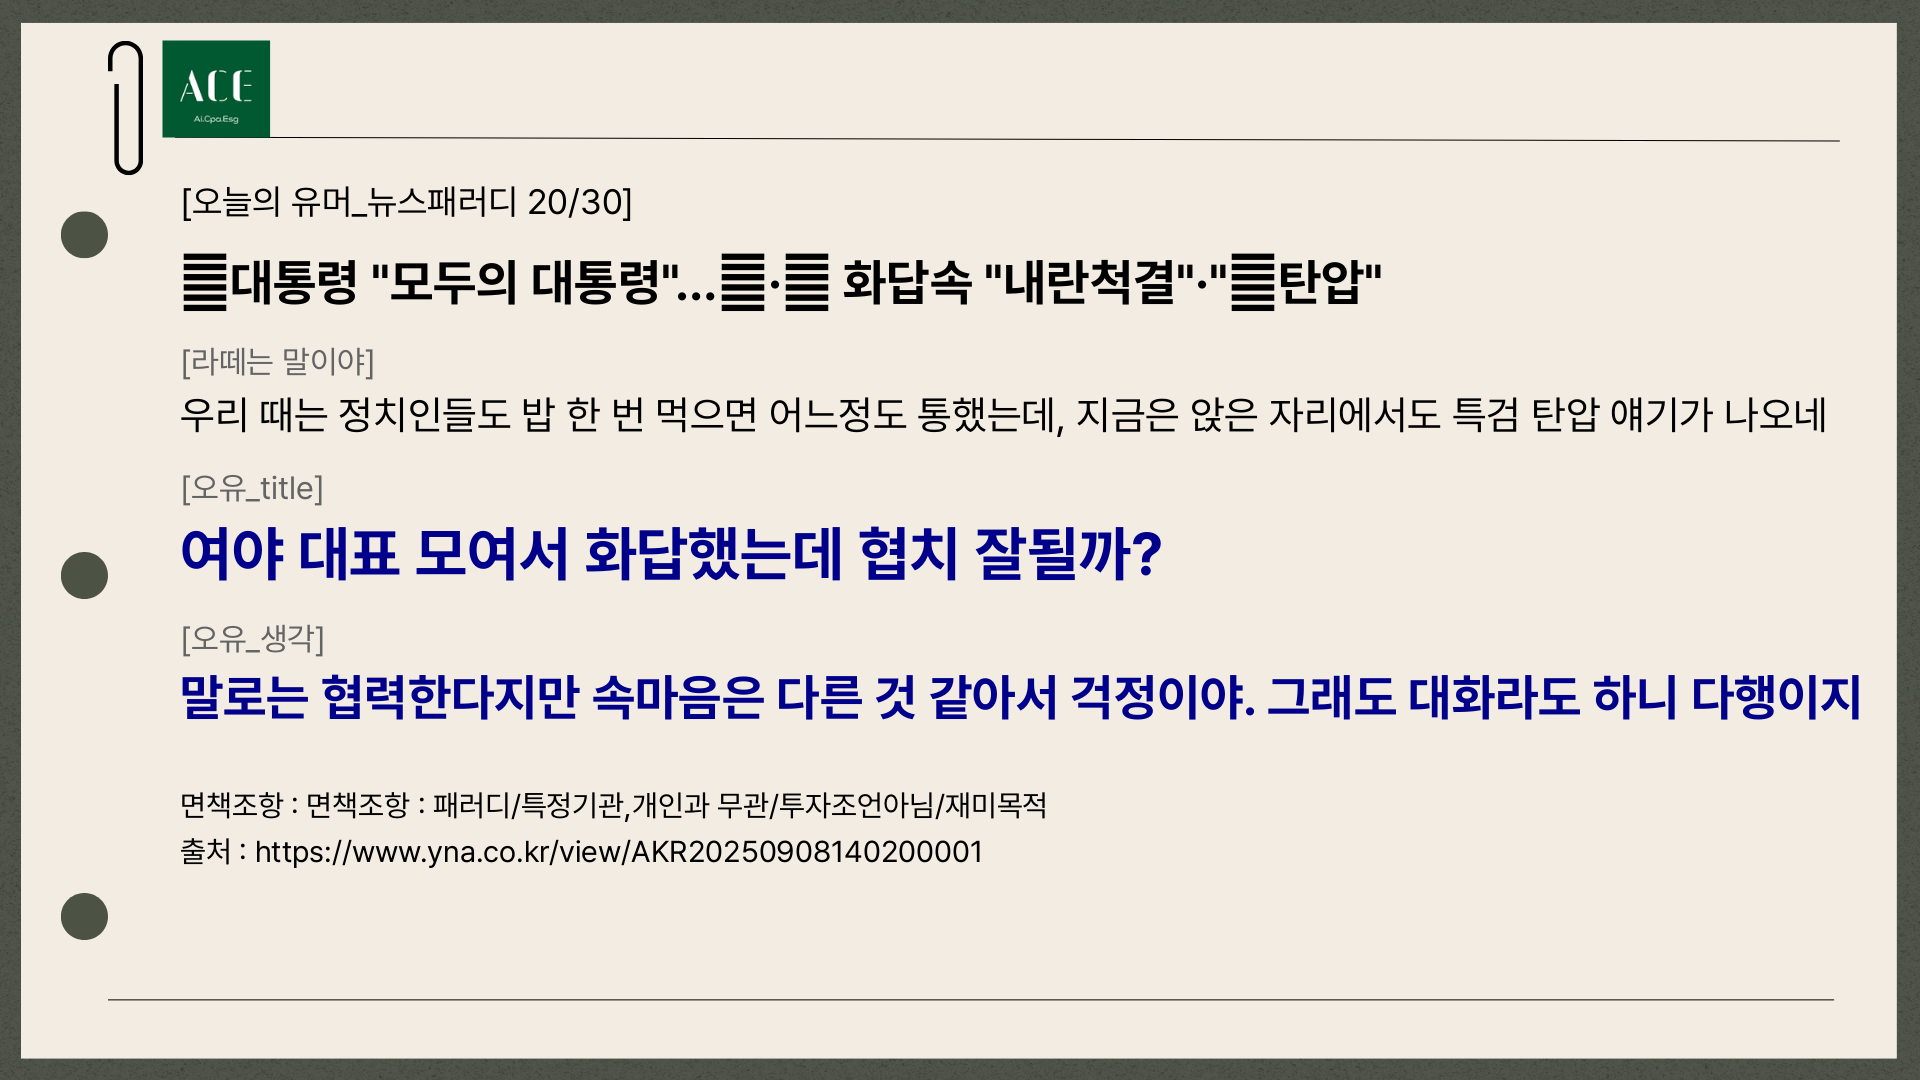 ACE
Ai.Cpa.Esg
[오늘의 유머_뉴스패러디 20/30]
대통령 "모두의 대통령"...· 화답속 "내란척결"·"탄압"
[라떼는 말이야]
우리 때는 정치인들도 밥 한 번 먹으면 어느정도 통했는데, 지금은 앉은 자리에서도 특검 탄압 얘기가 나오네
[오유_title]
여야 대표 모여서 화답했는데 협치 잘될까?
[오유_생각]
말로는 협력한다지만 속마음은 다른 것 같아서 걱정이야. 그래도 대화라도 하니 다행이지
면책조항 : 면책조항 : 패러디/특정기관,개인과 무관/투자조언아님/재미목적
출처 : https://www.yna.co.kr/view/AKR20250908140200001